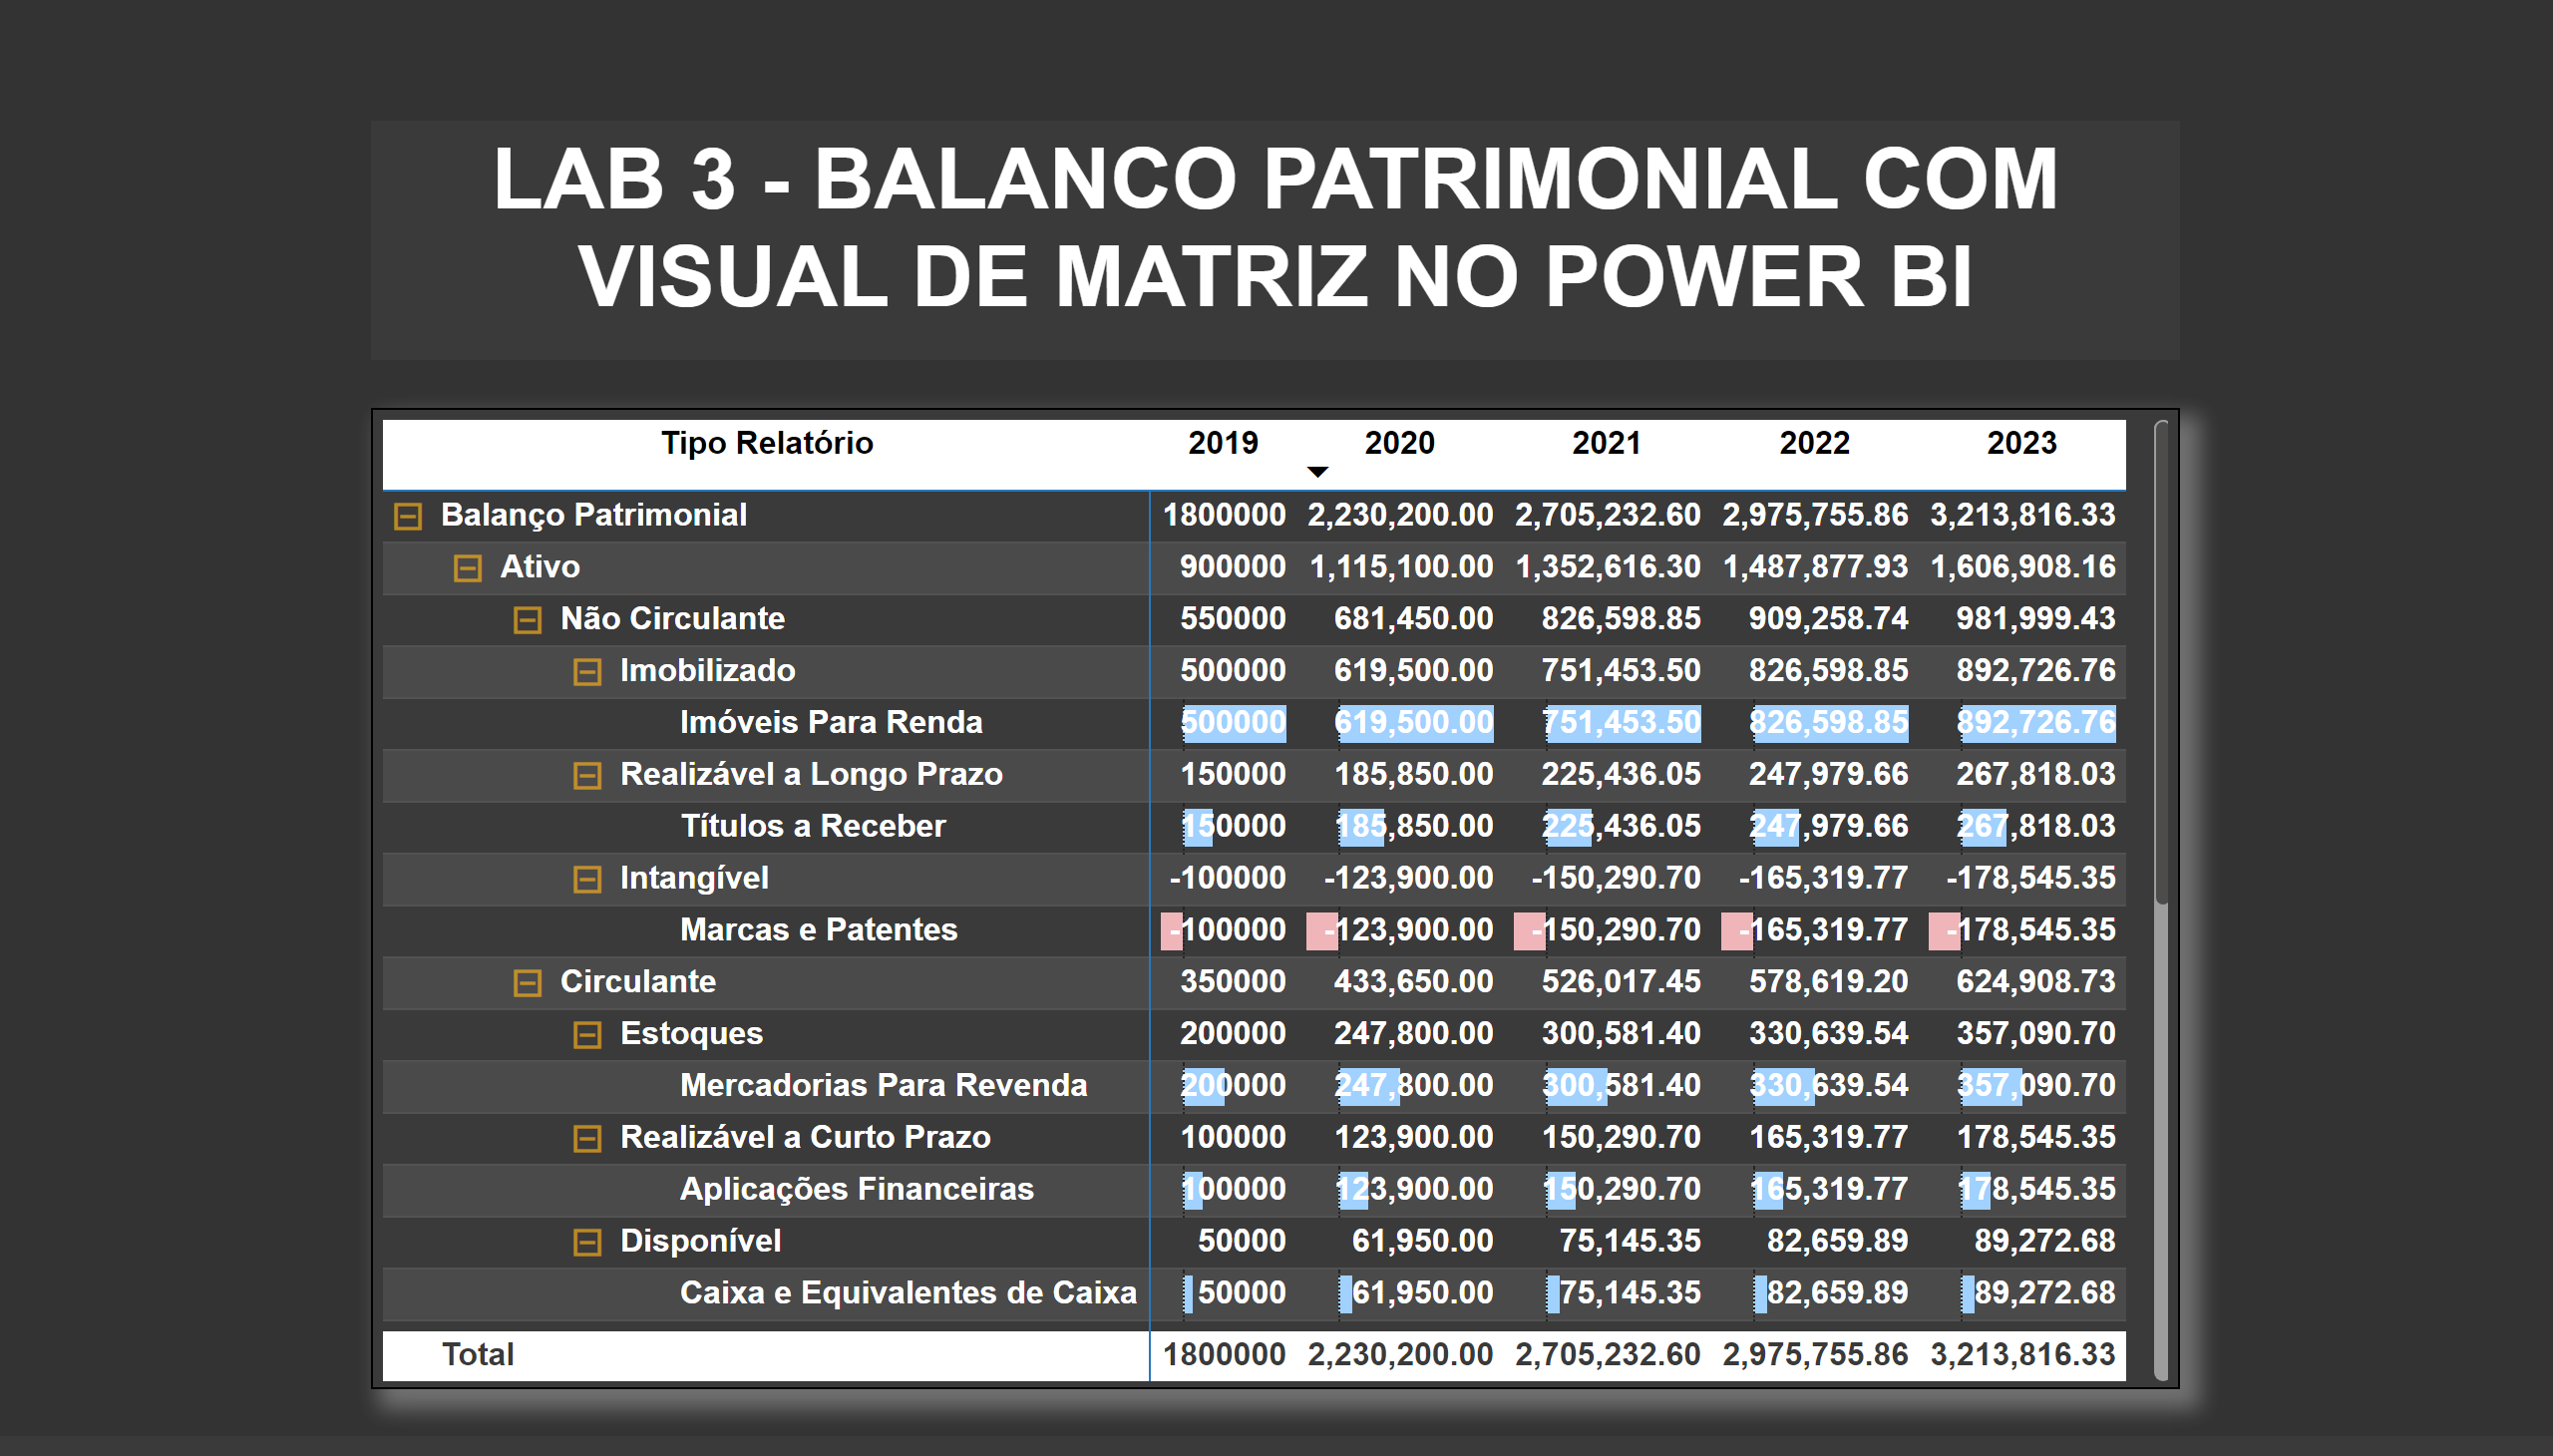 LAB 3 - BALANCO PATRIMONIAL COM
VISUAL DE MATRIZ NO POWER BI
Tipo Relatório 2019 2020 2021 2022 2023
Balanço Patrimonial 1800000 2,230,200.00 2,705,232.60 2,975,755.86 3,213,816.33
Ativo 900000 1,115,100.00 1,352,616.30 1,487,877.93 1,606,908.16
Não Circulante 550000 681,450.00 826,598.85 909,258.74 981,999.43
Imobilizado 500000 619,500.00 751,453.50 826,598.85 892,726.76
Imóveis Para Renda 500000 619,500.00 751,453.50 826,598.85 892,726.76
Realizável a Longo Prazo 150000 185,850.00 225,436.05 247,979.66 267,818.03
Títulos a Receber 150000 185,850.00 225,436.05 247,979.66 267,818.03
Intangível -100000 -123,900.00 -150,290.70 -165,319.77 -178,545.35
Marcas e Patentes -100000 -123,900.00 -150,290.70 -165,319.77 -178,545.35
Circulante 350000 433,650.00 526,017.45 578,619.20 624,908.73
Estoques 200000 247,800.00 300,581.40 330,639.54 357,090.70
Mercadorias Para Revenda 200000 247,800.00 300,581.40 330,639.54 357,090.70
Realizável a Curto Prazo 100000 123,900.00 150,290.70 165,319.77 178,545.35
Aplicações Financeiras 100000 123,900.00 150,290.70 165,319.77 178,545.35
Disponível 50000 61,950.00 75,145.35 82,659.89 89,272.68
Caixa e Equivalentes de Caixa 50000 61,950.00 75,145.35 82,659.89 89,272.68
Total 1800000 2,230,200.00 2,705,232.60 2,975,755.86 3,213,816.33